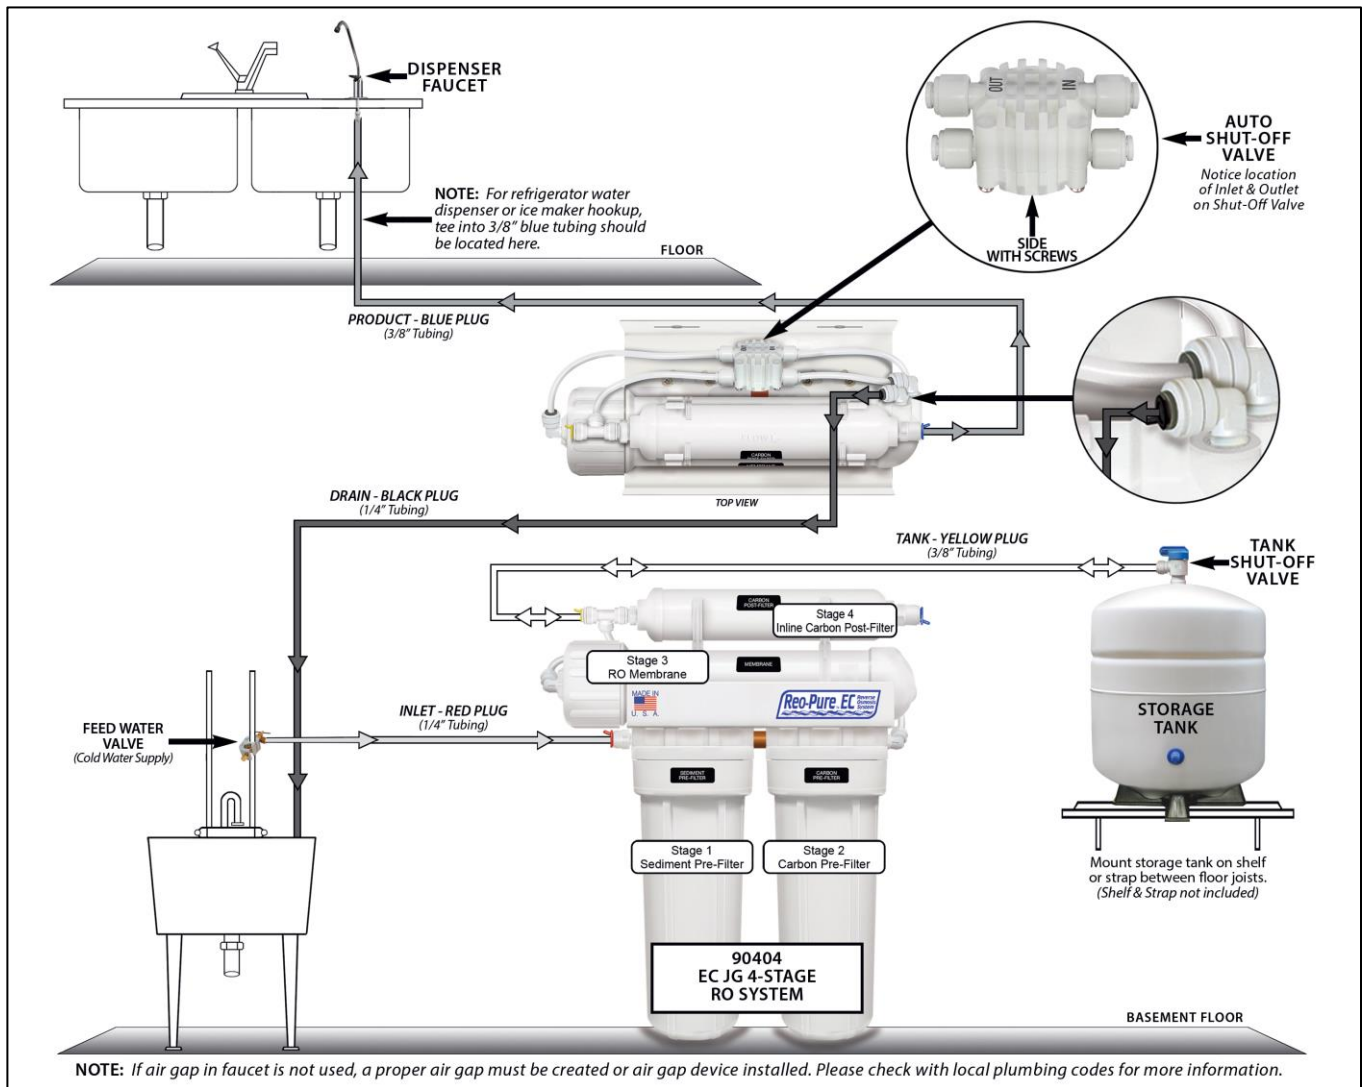 DISPENSER
FAUCET
OUT
IN
AUTO
SHUT-OFF
VALVE
Notice location
of Inlet & Outlet
on Shut-Off Valve
NOTE: For refrigerator water
dispenser or ice maker hookup,
tee into 3/8" blue tubing should
be located here.
SIDE
WITH SCREWS
FLOOR
PRODUCT - BLUE PLUG
(3/8" Tubing)
CARBON
TOP VIEW
DRAIN - BLACK PLUG
(1/4" Tubing)
TANK - YELLOW PLUG
(3/8" Tubing)
TANK
SHUT-OFF
VALVE
CARBON
POST-FILTER
Stage 4
Inline Carbon Post-Filter
Stage 3
RO Membrane
MEMBRANE
MADE IN
U. S. A.
Reo-Pure EC Reverse
Osmosis
Systems
STORAGE
TANK
INLET - RED PLUG
(1/4" Tubing)
FEED WATER
VALVE
(Cold Water Supply)
SEDIMENT
PRE-FILTER
CARBON
PRE-FILTER
Stage 1
Sediment Pre-Filter
Stage 2
Carbon Pre-Filter
Mount storage tank on shelf
or strap between floor joists.
(Shelf & Strap not included)
90404
EC JG 4-STAGE
RO SYSTEM
BASEMENT FLOOR
NOTE: If air gap in faucet is not used, a proper air gap must be created or air gap device installed. Please check with local plumbing codes for more information.